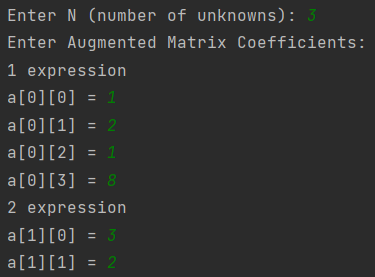 Enter N (number of unknowns): 3
Enter Augmented Matrix Coefficients:
1 expression
a[0][0] = 1
a[0][1] = 2
a[0][2] = 1
a[0][3] = 8
2 expression
a[1][0] = 3
a[1][1] = 2